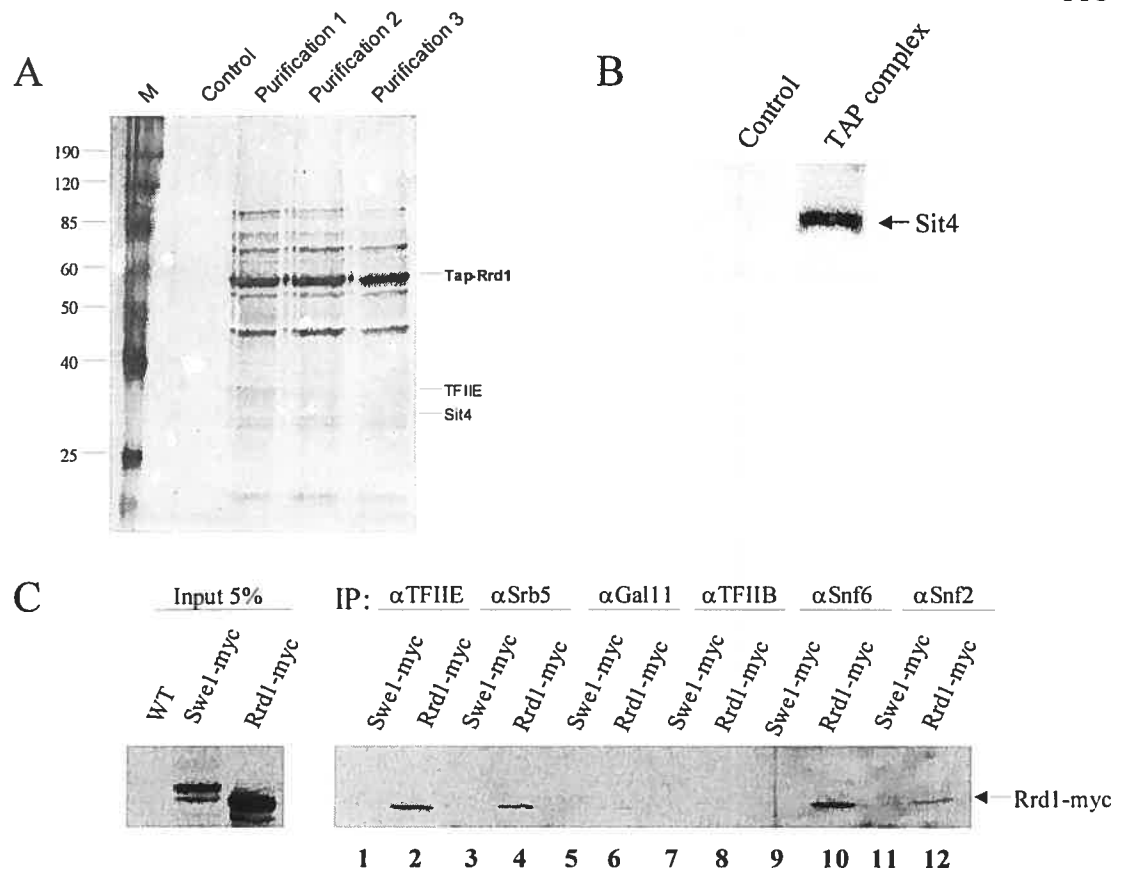 A
M
Control
Purification 1
Purification 2
Purification 3
190
120
85
60
50
40
25
Tap-Rrd1
TFIIE
Sit4
B
Control
TAP complex
Sit4
C
Input 5%
WT
Swe1-myc
Rrd1-myc
IP: αTFIIE αSrb5 αGal11 αTFIIB αSnf6 αSnf2
Swe1-myc Rrd1-myc Swe1-myc Rrd1-myc Swe1-myc Rrd1-myc Swe1-myc Rrd1-myc Swe1-myc Rrd1-myc Swe1-myc Rrd1-myc
Rrd1-myc
1 2 3 4 5 6 7 8 9 10 11 12